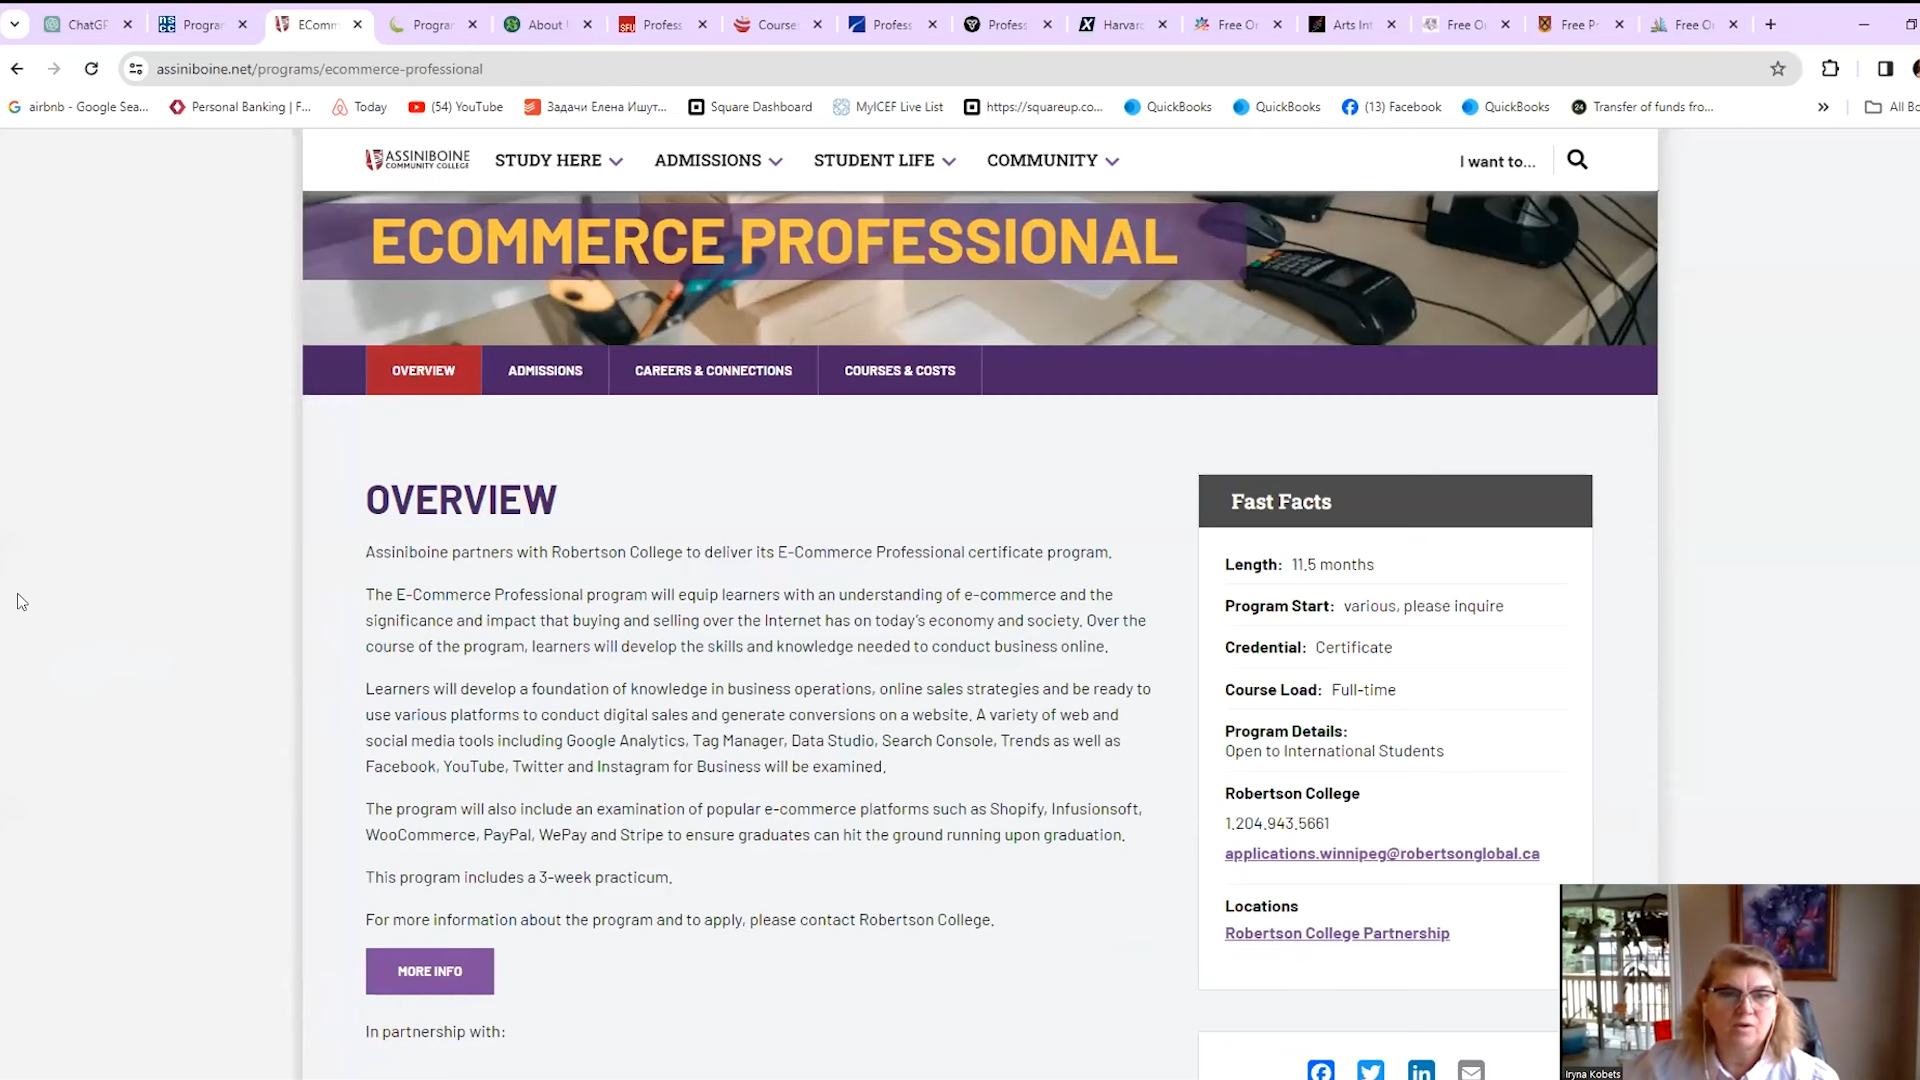 ChatGP
Program
EComm
Program
About
Profess
Course
Profess
Profess
Harvard
Free On
Arts Int
Free O
Free P
Free O
assiniboine.net/programs/ecommerce-professional
airbnb - Google Sea...
Personal Banking | F...
Today
(54) YouTube
Задачи Елена Ишут...
Square Dashboard
MyICEF Live List
https://squareup.co...
QuickBooks
QuickBooks
(13) Facebook
QuickBooks
Transfer of funds fro...
All Bo
ASSINIBOINE
COMMUNITY COLLEGE
STUDY HERE
ADMISSIONS
STUDENT LIFE
COMMUNITY
I want to...
ECOMMERCE PROFESSIONAL
OVERVIEW
ADMISSIONS
CAREERS & CONNECTIONS
COURSES & COSTS
OVERVIEW
Assiniboine partners with Robertson College to deliver its E-Commerce Professional certificate program.
The E-Commerce Professional program will equip learners with an understanding of e-commerce and the
significance and impact that buying and selling over the Internet has on today's economy and society. Over the
course of the program, learners will develop the skills and knowledge needed to conduct business online.
Learners will develop a foundation of knowledge in business operations, online sales strategies and be ready to
use various platforms to conduct digital sales and generate conversions on a website. A variety of web and
social media tools including Google Analytics, Tag Manager, Data Studio, Search Console, Trends as well as
Facebook, YouTube, Twitter and Instagram for Business will be examined.
The program will also include an examination of popular e-commerce platforms such as Shopify, Infusionsoft,
WooCommerce, PayPal, WePay and Stripe to ensure graduates can hit the ground running upon graduation.
This program includes a 3-week practicum.
For more information about the program and to apply, please contact Robertson College.
MORE INFO
In partnership with:
Fast Facts
Length: 11.5 months
Program Start: various, please inquire
Credential: Certificate
Course Load: Full-time
Program Details:
Open to International Students
Robertson College
1.204.943.5661
applications.winnipeg@robertsonglobal.ca
Locations
Robertson College Partnership
Iryna Kobets